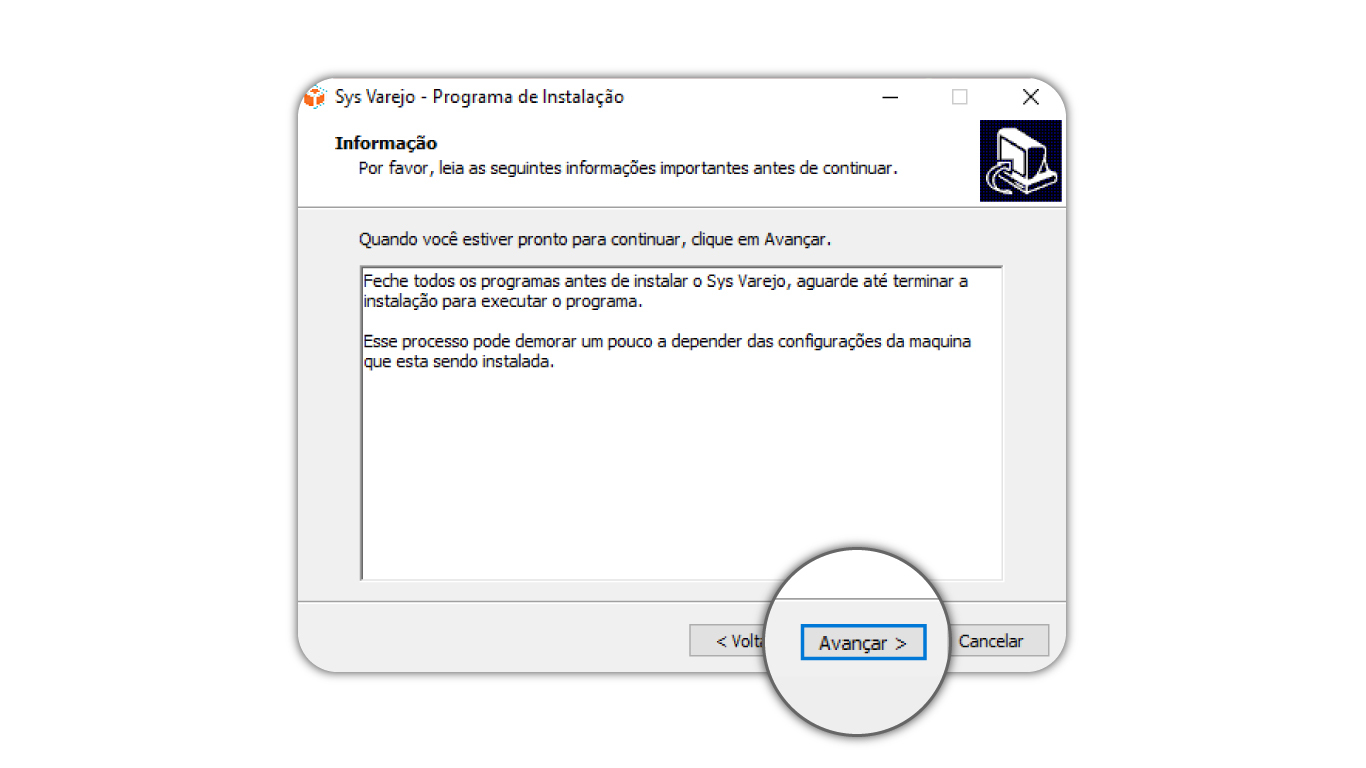 Sys Varejo - Programa de Instalação
Informação
Por favor, leia as seguintes informações importantes antes de continuar.
Quando você estiver pronto para continuar, clique em Avançar.
Feche todos os programas antes de instalar o Sys Varejo, aguarde até terminar a
instalação para executar o programa.
Esse processo pode demorar um pouco a depender das configurações da maquina
que esta sendo instalada.
< Volta Avançar > Cancelar